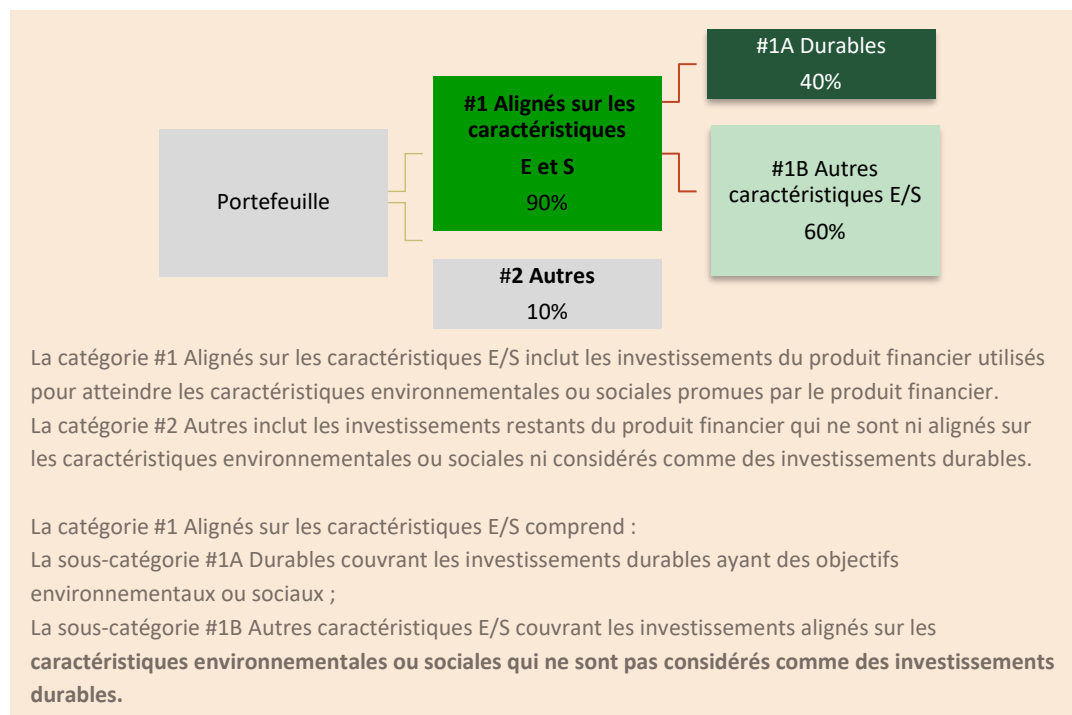 #1A Durables
40%
#1 Alignés sur les
caractéristiques
E et S
90%
Portefeuille
#1B Autres
caractéristiques E/S
60%
#2 Autres
10%
La catégorie #1 Alignés sur les caractéristiques E/S inclut les investissements du produit financier utilisés
pour atteindre les caractéristiques environnementales ou sociales promues par le produit financier.
La catégorie #2 Autres inclut les investissements restants du produit financier qui ne sont ni alignés sur
les caractéristiques environnementales ou sociales ni considérés comme des investissements durables.
La catégorie #1 Alignés sur les caractéristiques E/S comprend :
La sous-catégorie #1A Durables couvrant les investissements durables ayant des objectifs
environnementaux ou sociaux ;
La sous-catégorie #1B Autres caractéristiques E/S couvrant les investissements alignés sur les
caractéristiques environnementales ou sociales qui ne sont pas considérés comme des investissements
durables.